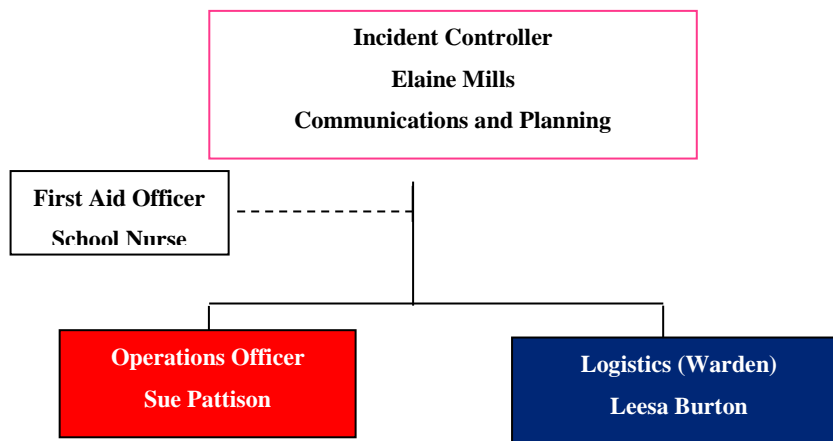 Incident Controller
Elaine Mills
Communications and Planning
First Aid Officer
School Nurse
Operations Officer
Sue Pattison
Logistics (Warden)
Leesa Burton